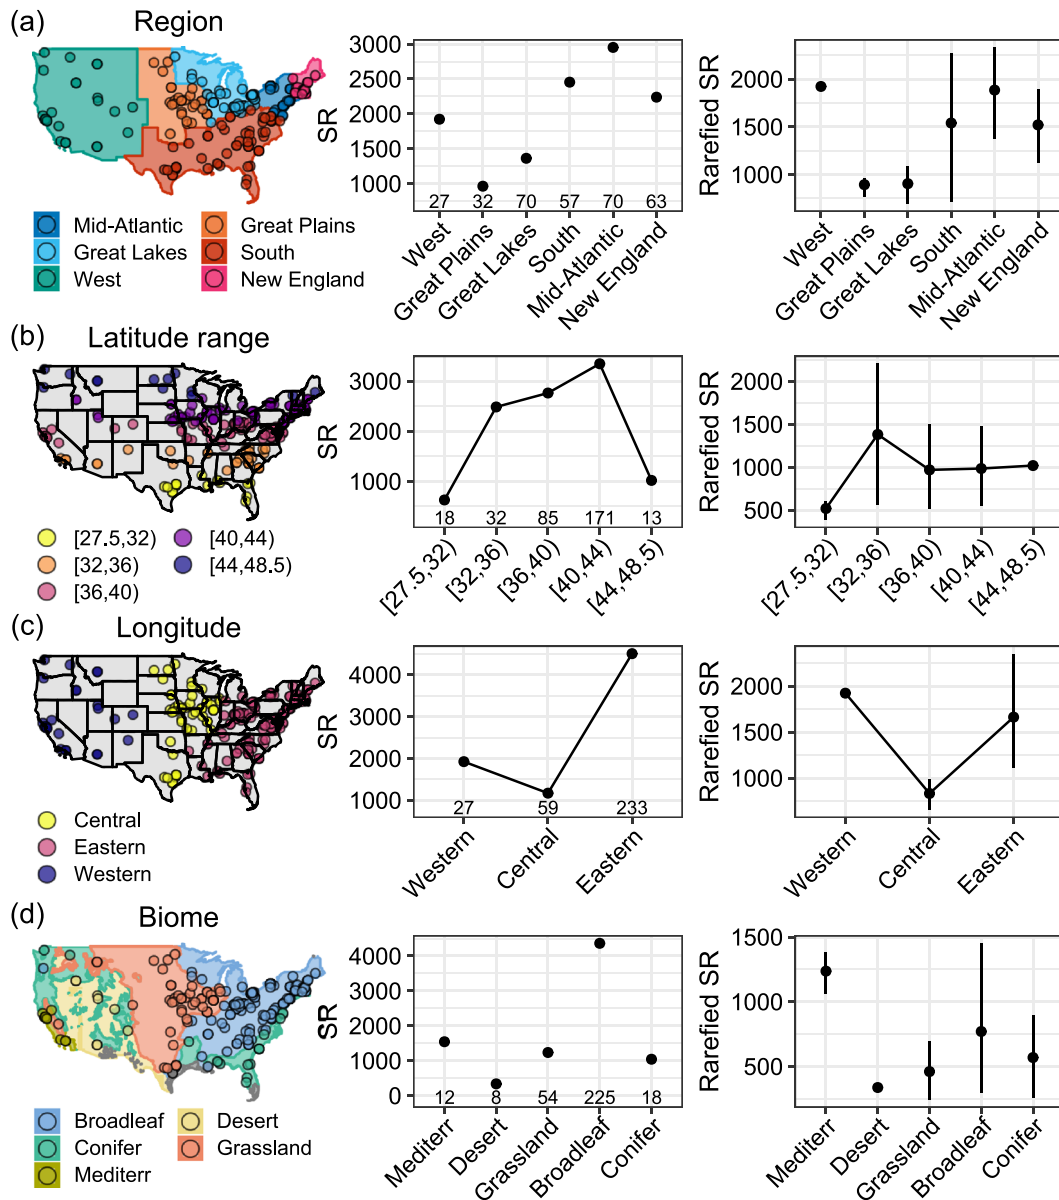 (a)
Region
Mid-Atlantic
Great Plains
Great Lakes
South
West
New England
SR
3000
2500
2000
1500
1000
27
32
70
57
70
63
West
Great Plains
Great Lakes
South
Mid-Atlantic
New England
Rarefied SR
2000
1500
1000
West
Great Plains
Great Lakes
South
Mid-Atlantic
New England
(b)
Latitude range
[27.5,32)
[40,44)
[32,36)
[44,48.5)
[36,40)
SR
3000
2000
1000
18
32
85
171
13
[27.5,32)
[32,36)
[36,40)
[40,44)
[44,48.5)
Rarefied SR
2000
1500
1000
500
[27.5,32)
[32,36)
[36,40)
[40,44)
[44,48.5)
(c)
Longitude
Central
Eastern
Western
SR
4000
3000
2000
1000
27
59
233
Western
Central
Eastern
Rarefied SR
2000
1500
1000
Western
Central
Eastern
(d)
Biome
Broadleaf
Desert
Conifer
Grassland
Mediterr
SR
4000
3000
2000
1000
0
12
8
54
225
18
Mediterr
Desert
Grassland
Broadleaf
Conifer
Rarefied SR
1500
1000
500
Mediterr
Desert
Grassland
Broadleaf
Conifer